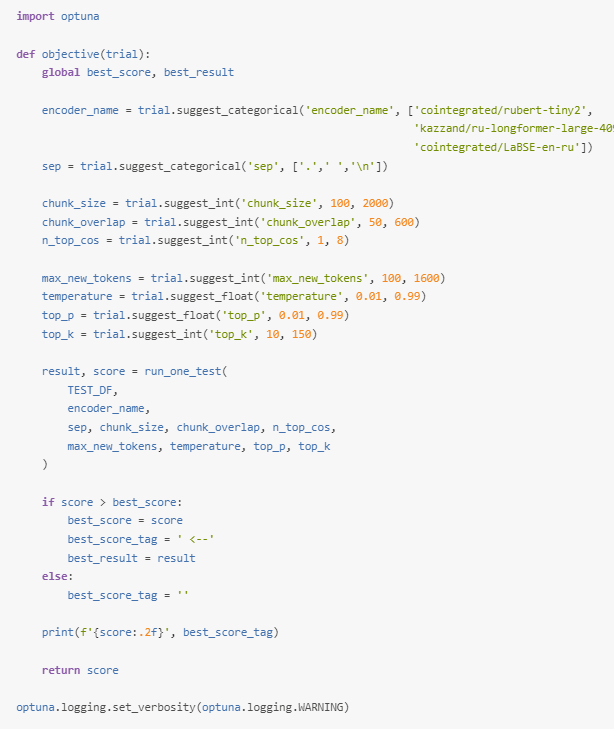 import optuna

def objective(trial):
    global best_score, best_result

    encoder_name = trial.suggest_categorical('encoder_name', ['cointegrated/rubert-tiny2',
                                                              'kazzand/ru-longformer-large-409
                                                              'cointegrated/LaBSE-en-ru'])
    sep = trial.suggest_categorical('sep', ['.',' ','\n'])

    chunk_size = trial.suggest_int('chunk_size', 100, 2000)
    chunk_overlap = trial.suggest_int('chunk_overlap', 50, 600)
    n_top_cos = trial.suggest_int('n_top_cos', 1, 8)

    max_new_tokens = trial.suggest_int('max_new_tokens', 100, 1600)
    temperature = trial.suggest_float('temperature', 0.01, 0.99)
    top_p = trial.suggest_float('top_p', 0.01, 0.99)
    top_k = trial.suggest_int('top_k', 10, 150)

    result, score = run_one_test(
        TEST_DF,
        encoder_name,
        sep, chunk_size, chunk_overlap, n_top_cos,
        max_new_tokens, temperature, top_p, top_k
    )

    if score > best_score:
        best_score = score
        best_score_tag = ' <--'
        best_result = result
    else:
        best_score_tag = ''

    print(f'{score:.2f}', best_score_tag)

    return score

optuna.logging.set_verbosity(optuna.logging.WARNING)